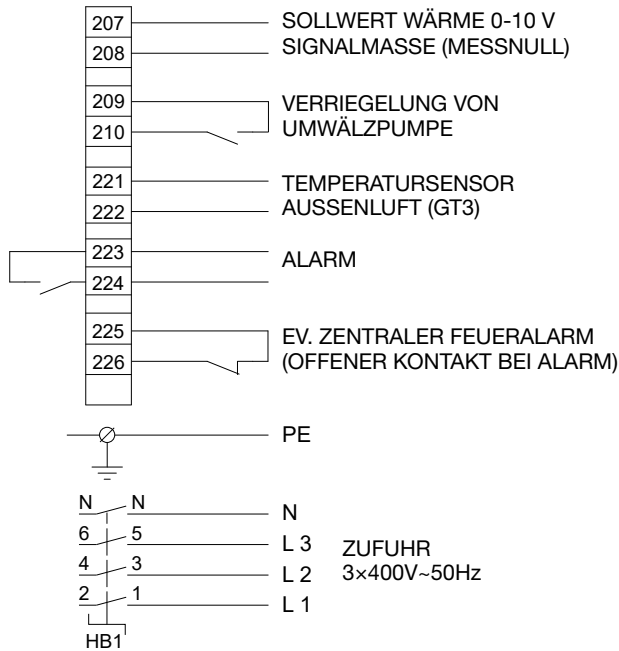 207 SOLLWERT WÄRME 0-10 V
208 SIGNALMASSE (MESSNULL)
209 VERRIEGELUNG VON
210 UMWÄLZPUMPE
221 TEMPERATURSENSOR
222 AUSSENLUFT (GT3)
223
ALARM
224
225 EV. ZENTRALER FEUERALARM
226 (OFFENER KONTAKT BEI ALARM)
PE
N N N
6 5 L 3 ZUFUHR
4 3 L 2 3×400V~50Hz
2 1 L 1
HB1